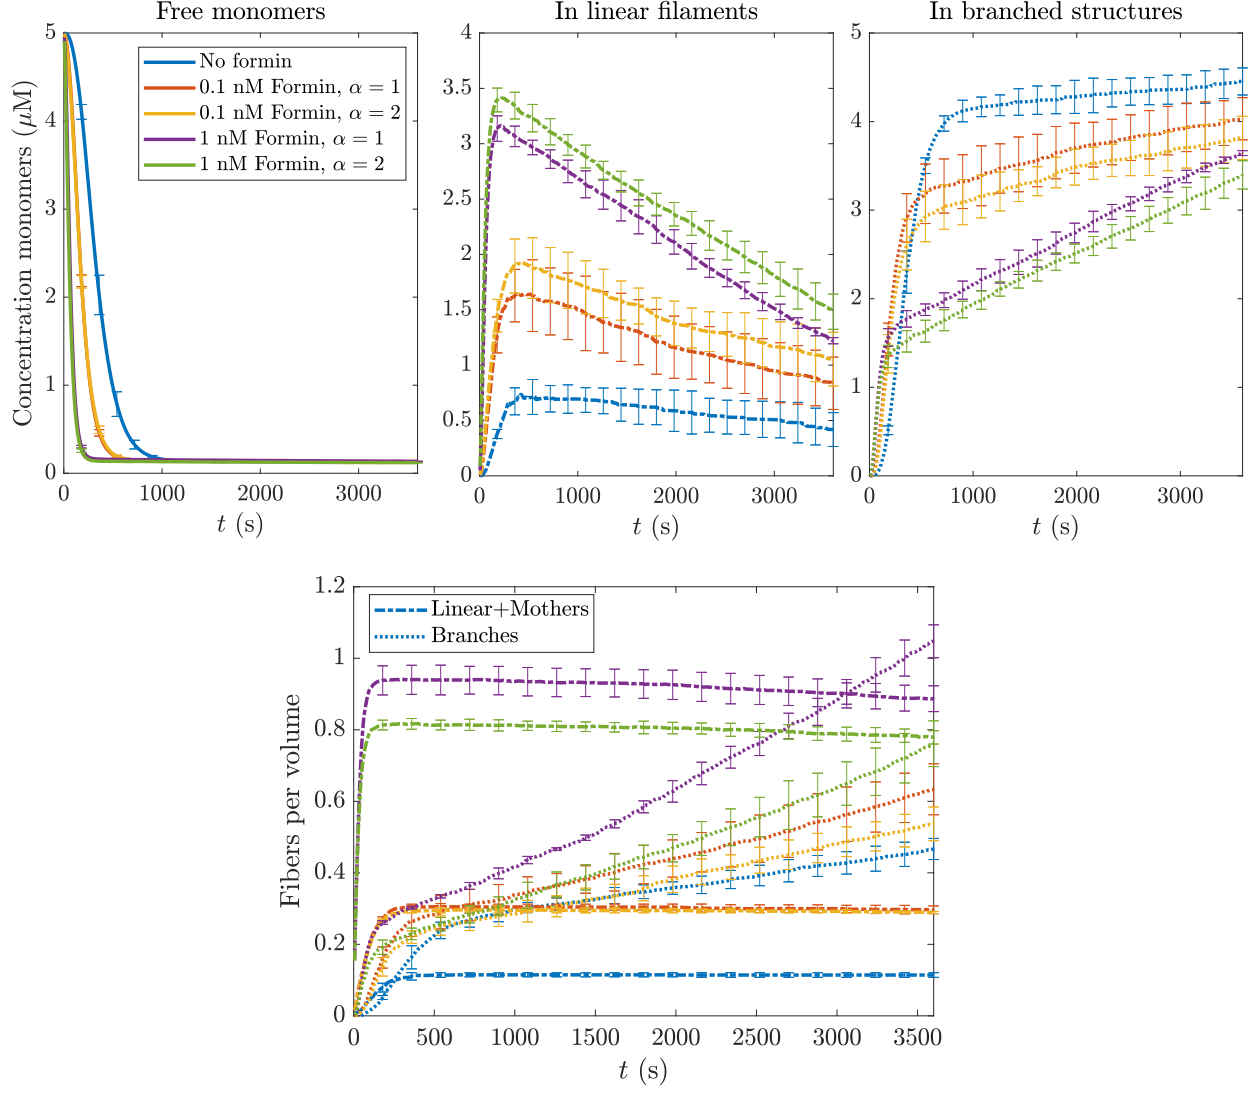 Free monomers
In linear filaments
In branched structures
Concentration monomers (μM)
5
4
3
2
1
0
0 1000 2000 3000
t (s)
No formin
0.1 nM Formin, α = 1
0.1 nM Formin, α = 2
1 nM Formin, α = 1
1 nM Formin, α = 2
4
3.5
3
2.5
2
1.5
1
0.5
0
0 1000 2000 3000
t (s)
5
4
3
2
1
0
0 1000 2000 3000
t (s)
Fibers per volume
1.2
1
0.8
0.6
0.4
0.2
0
0 500 1000 1500 2000 2500 3000 3500
t (s)
Linear+Mothers
Branches